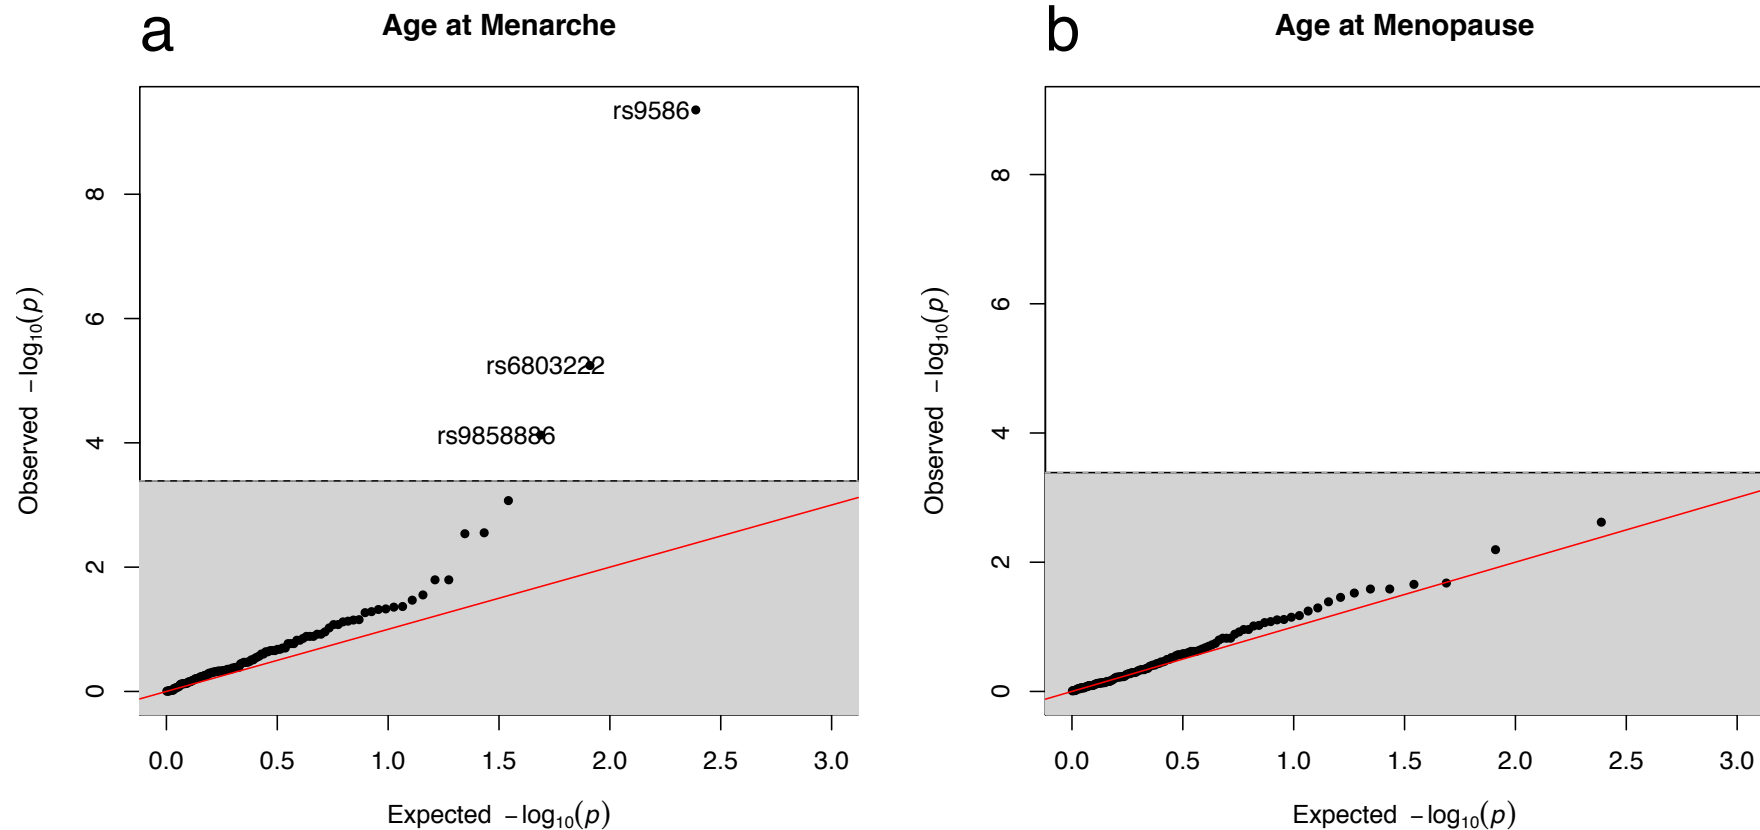 a
Age at Menarche
Observed −log10(p)
8
6
4
2
0
rs9586
rs6803222
rs9858886
0.0 0.5 1.0 1.5 2.0 2.5 3.0
Expected −log10(p)
b
Age at Menopause
Observed −log10(p)
8
6
4
2
0
0.0 0.5 1.0 1.5 2.0 2.5 3.0
Expected −log10(p)